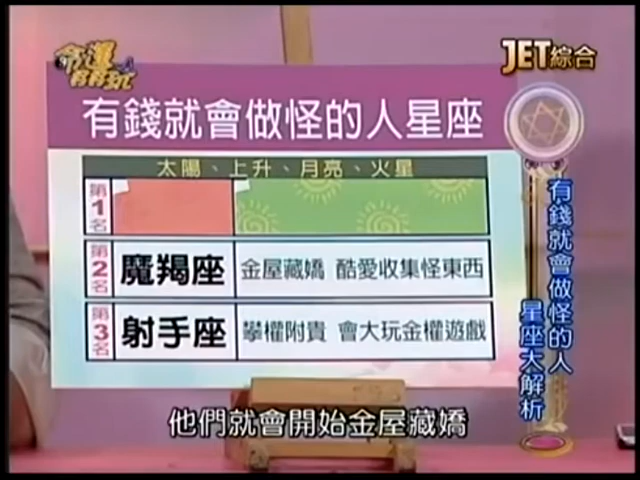 命運好好玩
JET綜合
有錢就會做怪的人星座
太陽、上升、月亮、火星
第1名
第2名
魔羯座
金屋藏嬌 酷愛收集怪東西
第3名
射手座
攀權附貴 會大玩金權遊戲
有錢就會做怪的人
星座大解析
他們就會開始金屋藏嬌